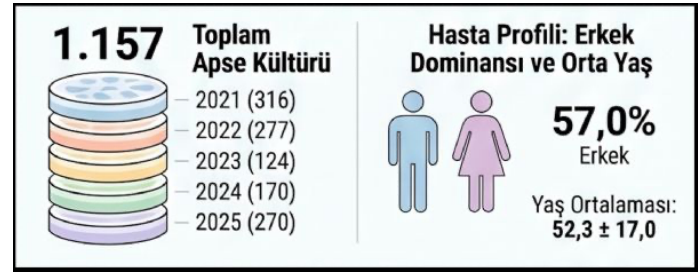 1.157
Toplam
Apse Kültürü
2021 (316)
2022 (277)
2023 (124)
2024 (170)
2025 (270)
Hasta Profili: Erkek
Dominansı ve Orta Yaş
57,0%
Erkek
Yaş Ortalaması:
52,3 ± 17,0